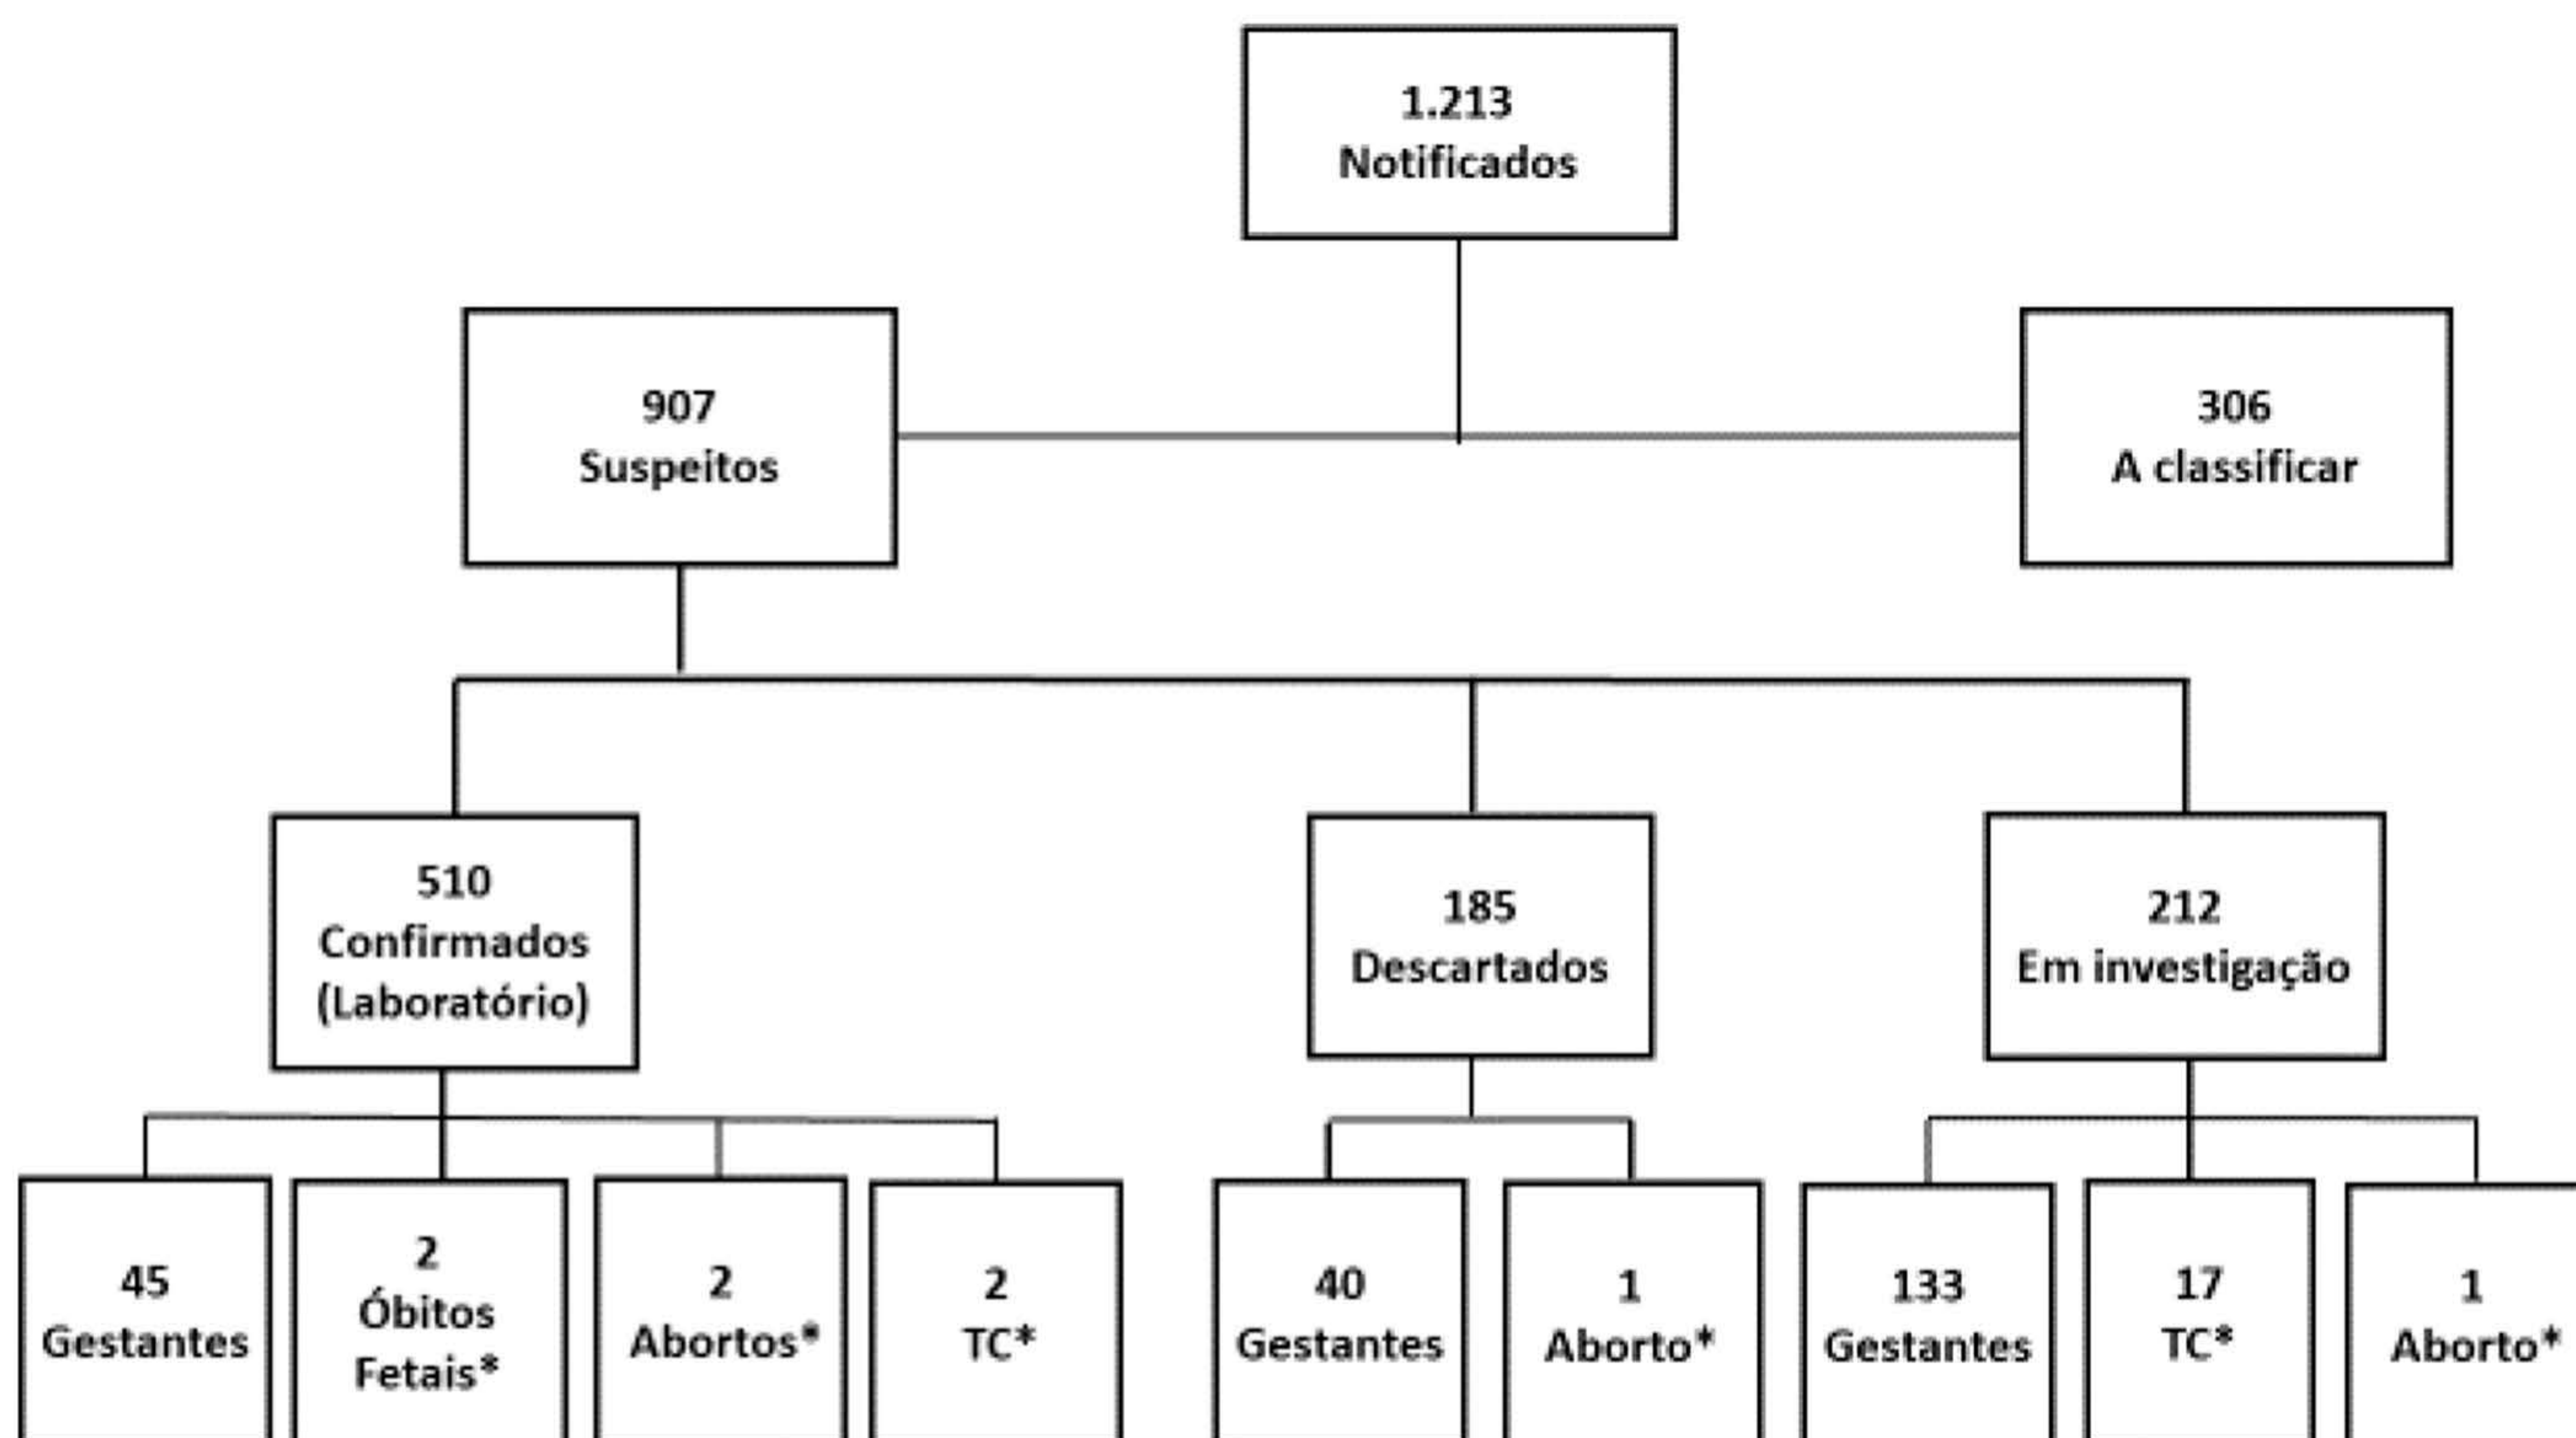 1.213
Notificados
907
Suspeitos
306
A classificar
510
Confirmados
(Laboratório)
185
Descartados
212
Em investigação
45
Gestantes
2
Óbitos
Fetais*
2
Abortos*
2
TC*
40
Gestantes
1
Aborto*
133
Gestantes
17
TC*
1
Aborto*